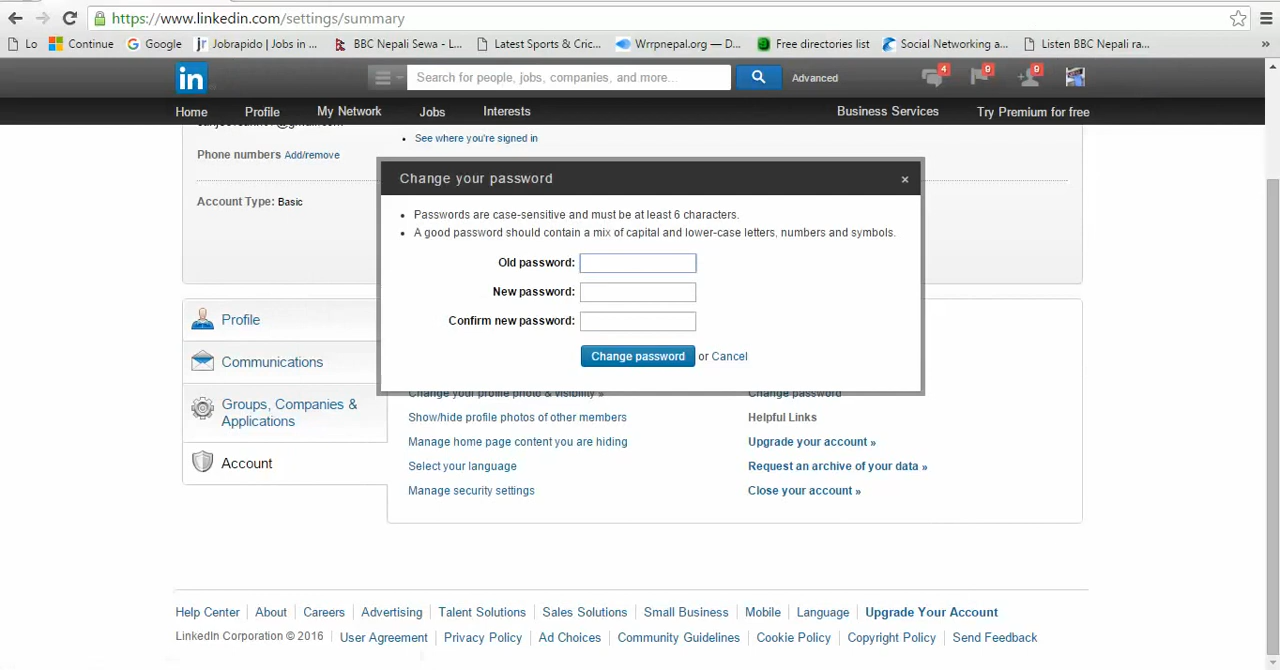 https://www.linkedin.com/settings/summary
Lo Continue Google Jobrapido | Jobs in ... BBC Nepali Sewa - L... Latest Sports & Cric... Wrrpnepal.org — D... Free directories list Social Networking a... Listen BBC Nepali ra... »
in Search for people, jobs, companies, and more... Advanced 4 0 0
Home Profile My Network Jobs Interests Business Services Try Premium for free
See where you're signed in
Phone numbers Add/remove
Account Type: Basic
Change your password ×
Passwords are case-sensitive and must be at least 6 characters.
A good password should contain a mix of capital and lower-case letters, numbers and symbols.
Old password:
New password:
Confirm new password:
Change password or Cancel
Profile
Communications
Groups, Companies &
Applications
Account
Change your profile photo & visibility »
Show/hide profile photos of other members
Manage home page content you are hiding
Select your language
Manage security settings
Change password
Helpful Links
Upgrade your account »
Request an archive of your data »
Close your account »
Help Center About Careers Advertising Talent Solutions Sales Solutions Small Business Mobile Language Upgrade Your Account
LinkedIn Corporation © 2016 User Agreement Privacy Policy Ad Choices Community Guidelines Cookie Policy Copyright Policy Send Feedback